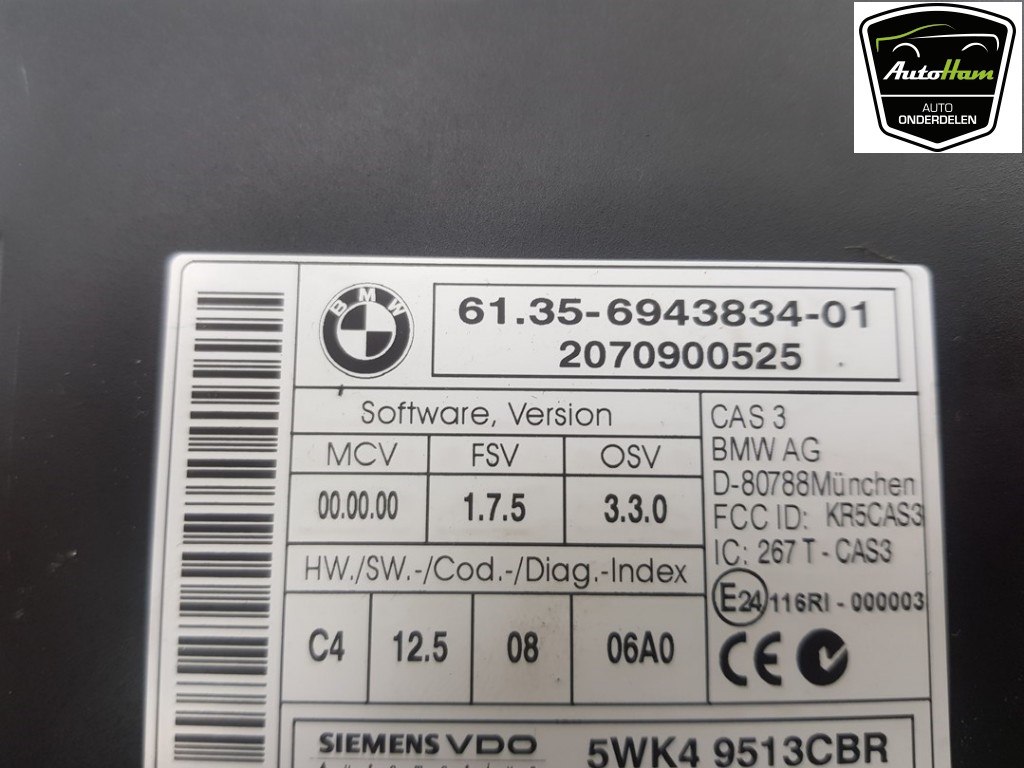 AutoHam
AUTO
ONDERDELEN
BMW
61.35-6943834-01
2070900525
Software, Version
MCV FSV OSV
00.00.00 1.7.5 3.3.0
HW./SW.-/Cod.-/Diag.-Index
C4 12.5 08 06A0
CAS 3
BMW AG
D-80788München
FCC ID: KR5CAS3
IC: 267 T - CAS3
E24 116RI - 000003
CE
SIEMENS VDO
5WK4 9513CBR